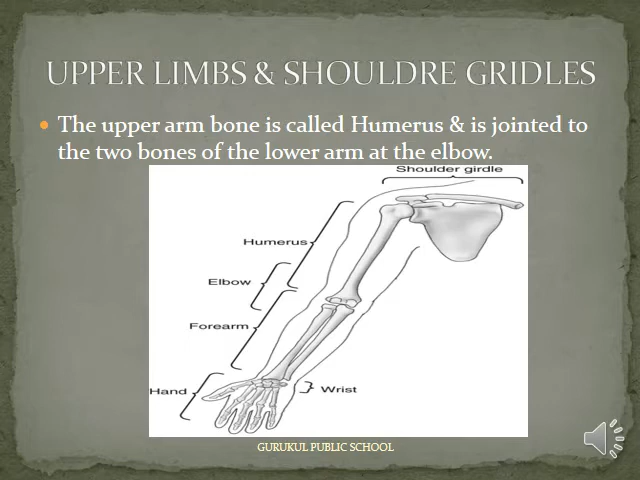 UPPER LIMBS & SHOULDRE GRIDLES
The upper arm bone is called Humerus & is jointed to
the two bones of the lower arm at the elbow.
Shoulder girdle
Humerus
Elbow
Forearm
Hand
Wrist
GURUKUL PUBLIC SCHOOL